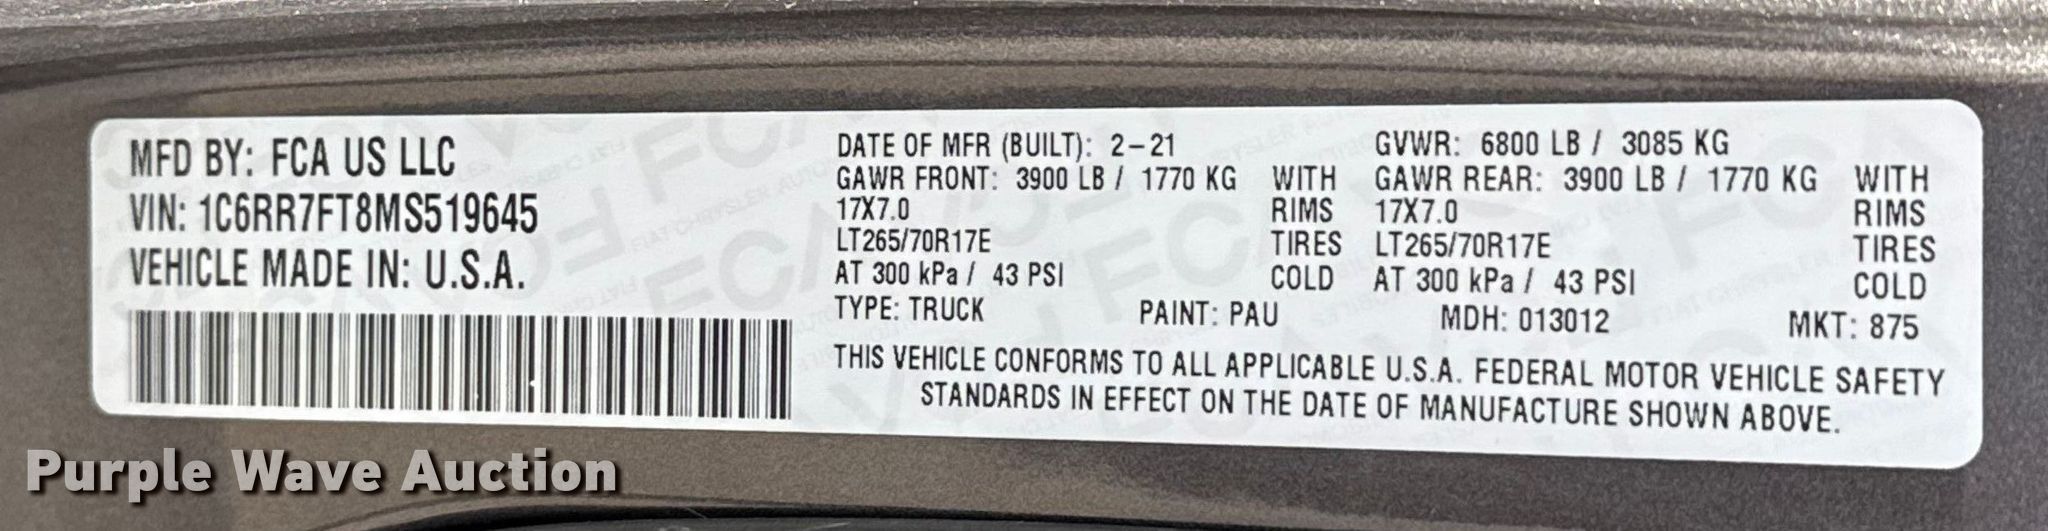 MFD BY: FCA US LLC
VIN: 1C6RR7FT8MS519645
VEHICLE MADE IN: U.S.A.
DATE OF MFR (BUILT): 2-21 GVWR: 6800 LB / 3085 KG
GAWR FRONT: 3900 LB / 1770 KG WITH GAWR REAR: 3900 LB / 1770 KG WITH
17X7.0 RIMS 17X7.0 RIMS
LT265/70R17E TIRES LT265/70R17E TIRES
AT 300 kPa / 43 PSI COLD AT 300 kPa / 43 PSI COLD
TYPE: TRUCK PAINT: PAU MDH: 013012 MKT: 875
THIS VEHICLE CONFORMS TO ALL APPLICABLE U.S.A. FEDERAL MOTOR VEHICLE SAFETY
STANDARDS IN EFFECT ON THE DATE OF MANUFACTURE SHOWN ABOVE.
Purple Wave Auction